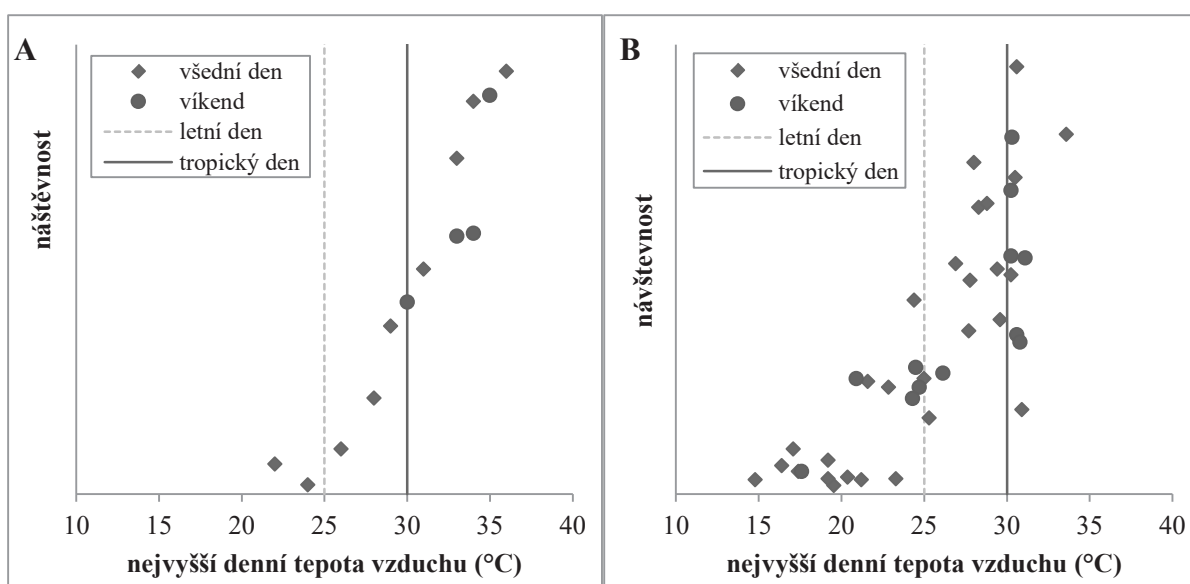 A
všední den
víkend
letní den
tropický den
náštěvnost
10 15 20 25 30 35 40
nejvyšší denní tepota vzduchu (°C)
B
všední den
víkend
letní den
tropický den
návštevnost
10 15 20 25 30 35 40
nejvyšší denní tepota vzduchu (°C)